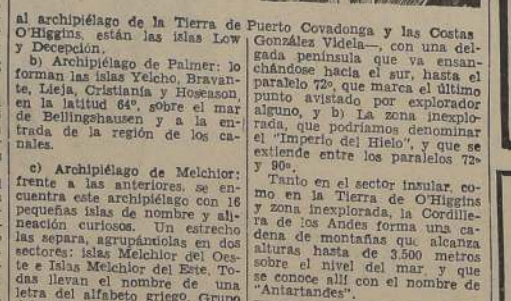 al archipiélago de la Tierra de
O'Higgins, están las islas Low
y Decepción.
b) Archipiélago de Palmer: lo
forman las islas Yelcho, Bravan-
te, Lieja, Cristianía y Hoseason,
en la latitud 64º, sobre el mar
de Bellingshausen y a la en-
trada de la región de los ca-
nales.
c) Archipiélago de Melchior:
frente a las anteriores, se en-
cuentra este archipiélago con 16
pequeñas islas de nombre y ali-
neación curiosos. Un estrecho
las separa, agrupándolas en dos
sectores: islas Melchior del Oes-
te e Islas Melchior del Este. To-
das llevan el nombre de una
letra del alfabeto griego. Grupo
Puerto Covadonga y las Costas
González Videla—, con una del-
gada península que va ensan-
chándose hacia el sur, hasta el
paralelo 72º, que marca el último
punto avistado por explorador
alguno, y b) La zona inexplo-
rada, que podríamos denominar
el "Imperio del Hielo", y que se
extiende entre los paralelos 72º
y 90º.
Tanto en el sector insular, co-
mo en la Tierra de O'Higgins
y zona inexplorada, la Cordille-
ra de los Andes forma una ca-
dena de montañas que alcanza
alturas hasta de 3.500 metros
sobre el nivel del mar y que
se conoce allí con el nombre de
"Antartandes".